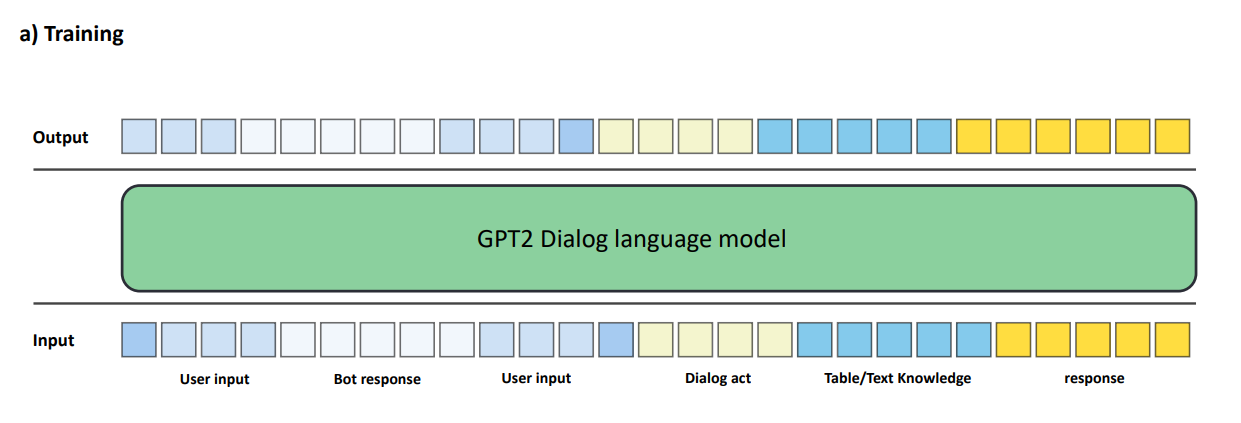 a) Training
Output
GPT2 Dialog language model
Input
User input
Bot response
User input
Dialog act
Table/Text Knowledge
response